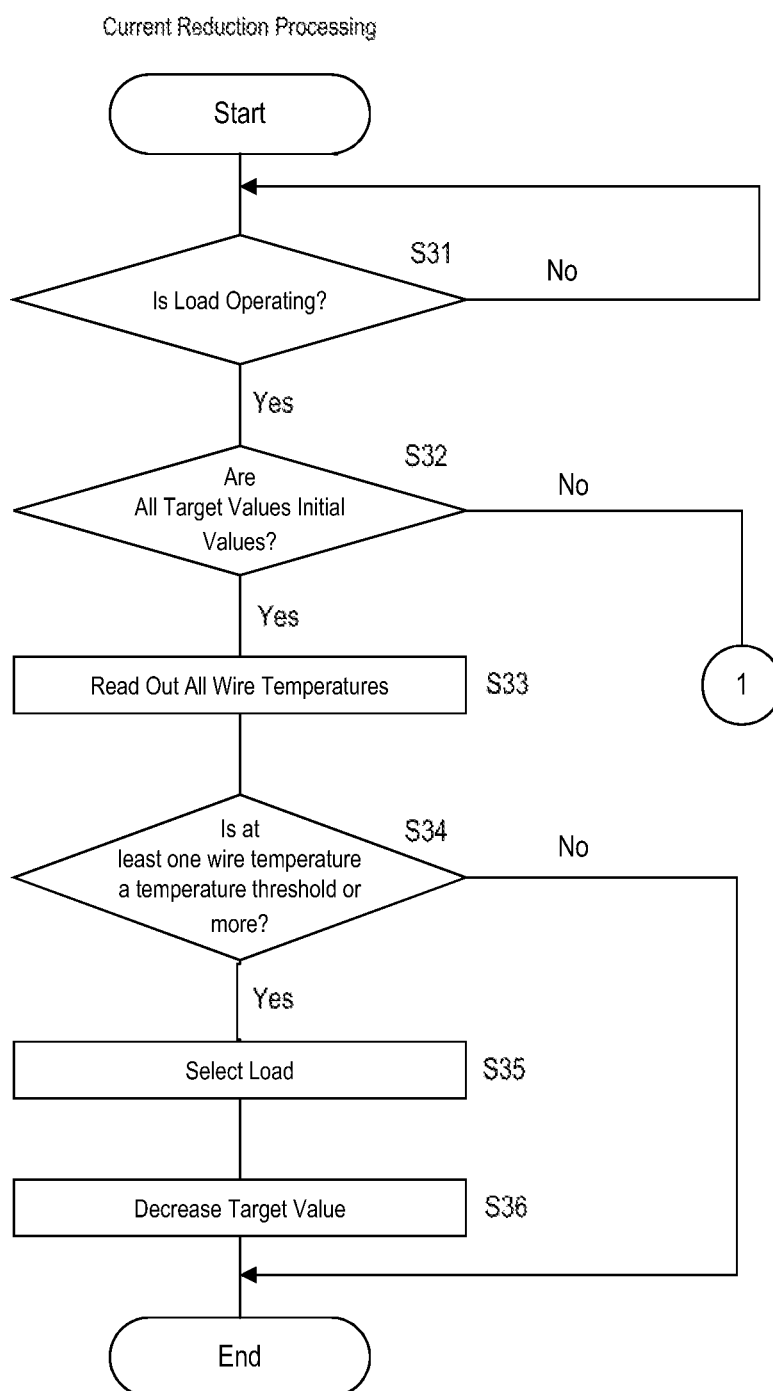 Current Reduction Processing
Start
S31
Is Load Operating?
No
Yes
S32
Are
All Target Values Initial
Values?
No
Yes
Read Out All Wire Temperatures
S33
1
S34
Is at
least one wire temperature
a temperature threshold or
more?
No
Yes
Select Load
S35
Decrease Target Value
S36
End